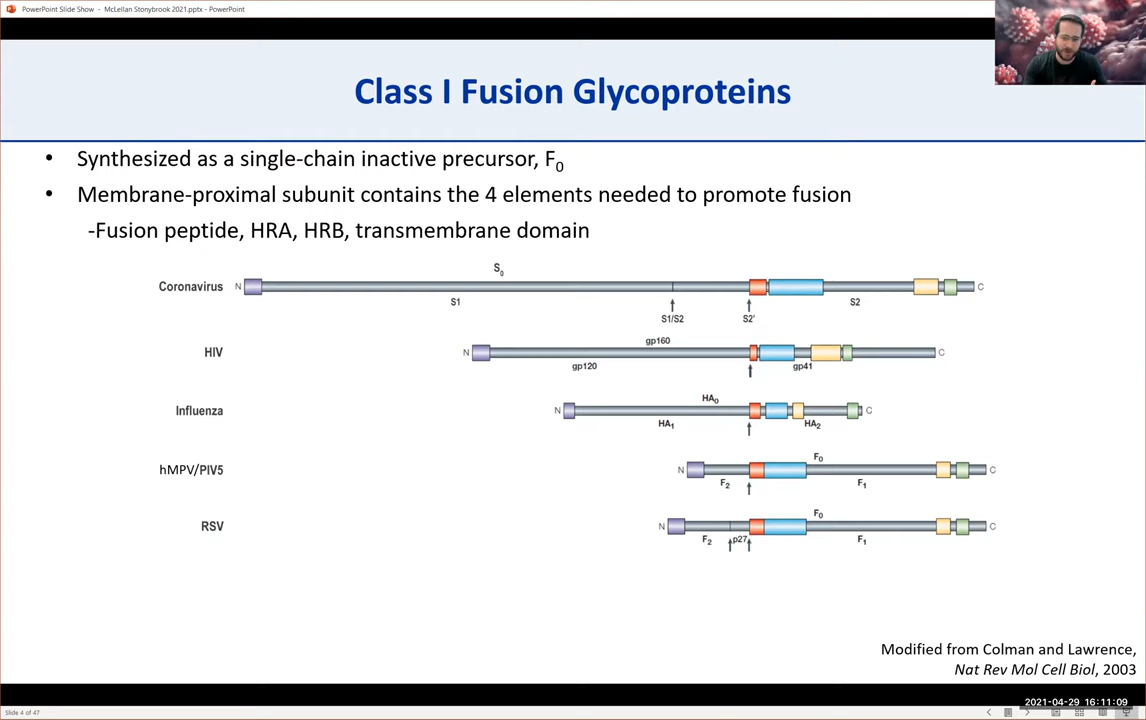 PowerPoint Slide Show - McLellan Stonybrook 2021.pptx - PowerPoint
Class I Fusion Glycoproteins
• Synthesized as a single-chain inactive precursor, F0
• Membrane-proximal subunit contains the 4 elements needed to promote fusion
-Fusion peptide, HRA, HRB, transmembrane domain
S0
Coronavirus N C
S1 S2
S1/S2 S2'
gp160
HIV N C
gp120 gp41
HA0
Influenza N C
HA1 HA2
F0
hMPV/PIV5 N C
F2 F1
F0
RSV N C
F2 p27 F1
Modified from Colman and Lawrence,
Nat Rev Mol Cell Biol, 2003
2021-04-29 16:11:09
Slide 4 of 47